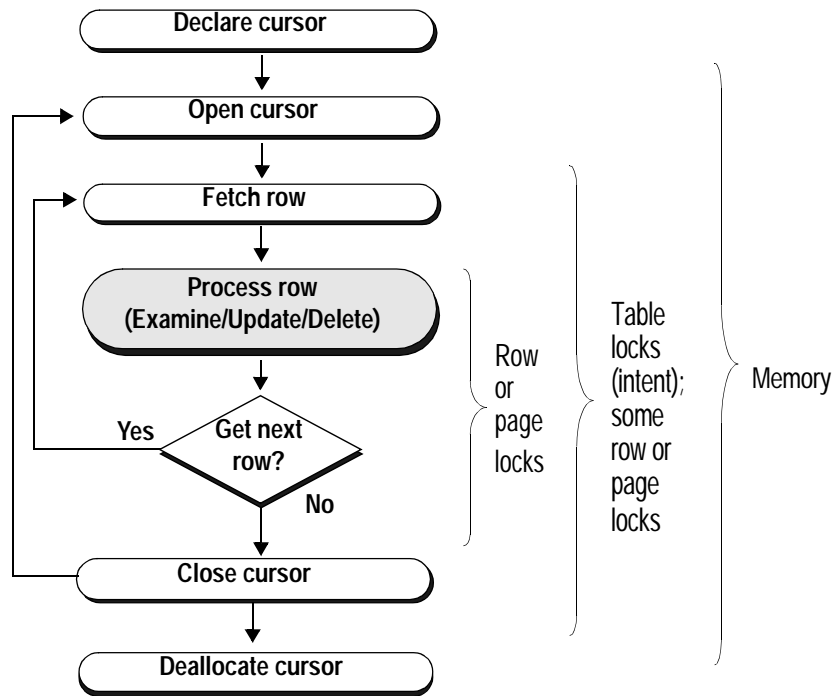 Declare cursor
Open cursor
Fetch row
Process row
(Examine/Update/Delete)
Yes
Get next
row?
No
Close cursor
Deallocate cursor
Row
or
page
locks
Table
locks
(intent);
some
row or
page
locks
Memory